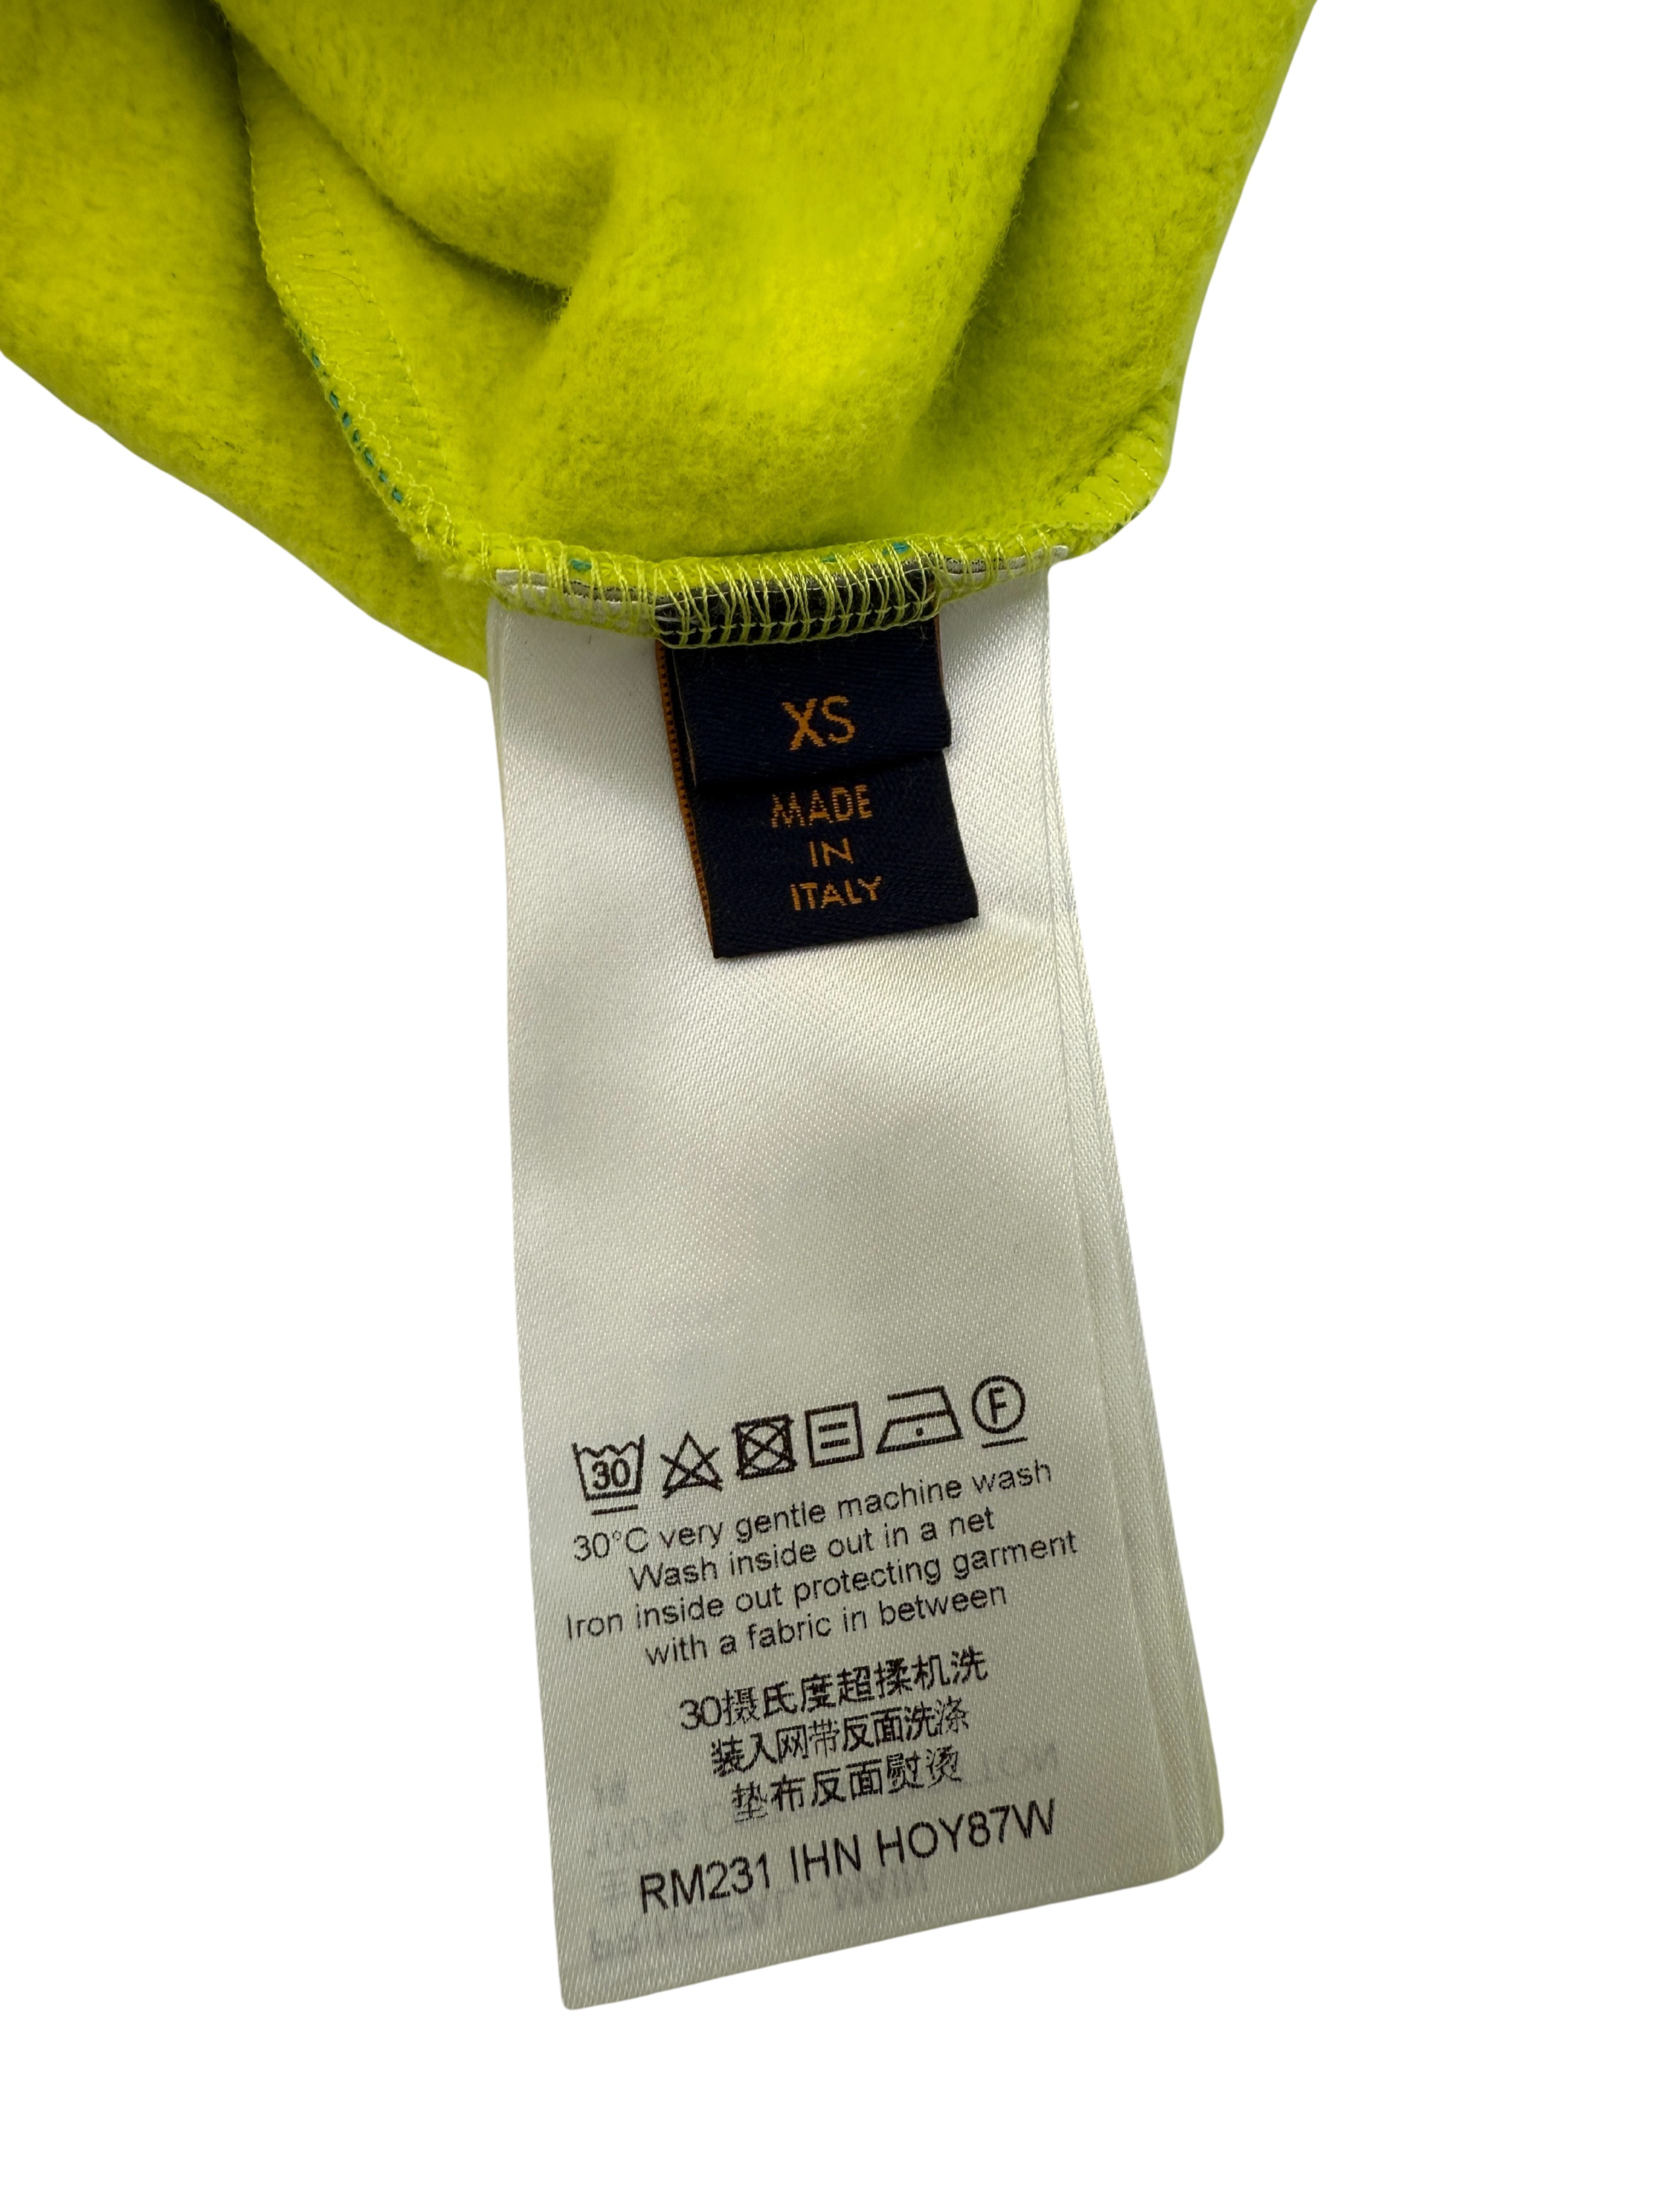 XS
MADE
IN
ITALY
30
F
30°C very gentle machine wash
Wash inside out in a net
Iron inside out protecting garment
with a fabric in between
30摄氏度超揉机洗
装入网带反面洗涤
垫布反面熨烫
RM231 IHN HOY87W